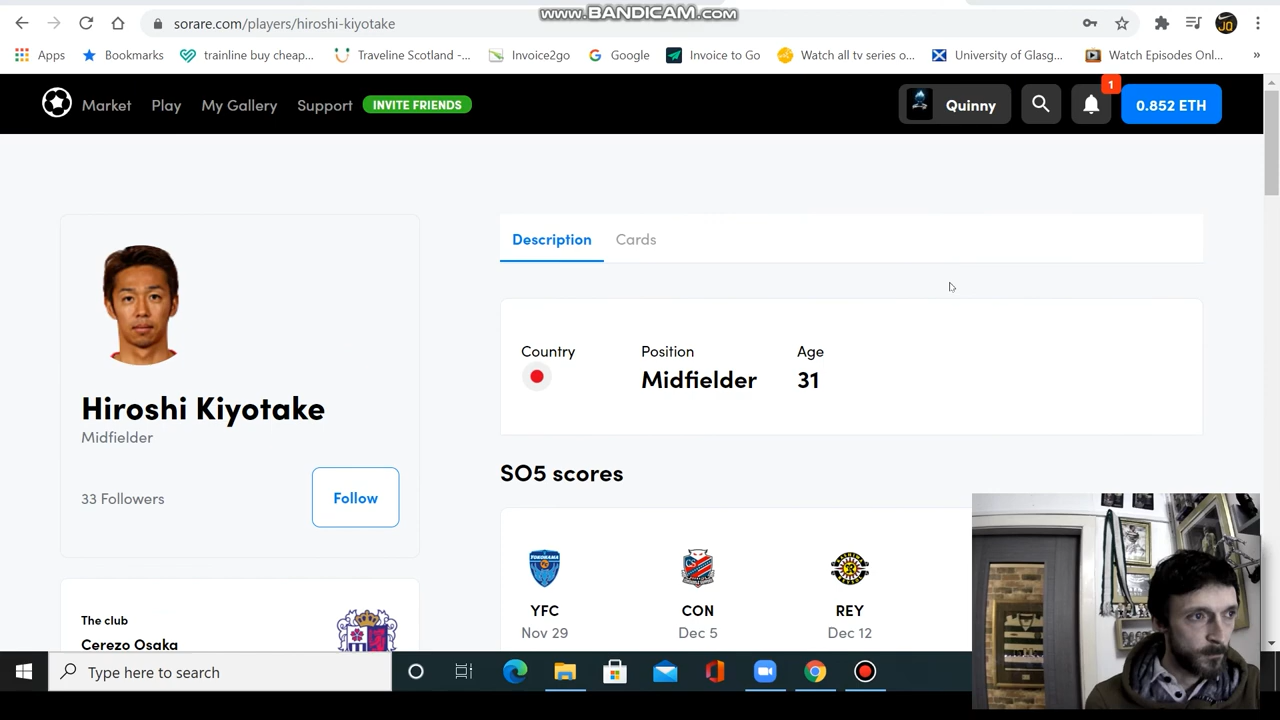 www.BANDICAM.com
sorare.com/players/hiroshi-kiyotake
Apps Bookmarks trainline buy cheap... Traveline Scotland -... Invoice2go Google Invoice to Go Watch all tv series o... University of Glasg... Watch Episodes Onl... »
Market Play My Gallery Support INVITE FRIENDS Quinny 1 0.852 ETH
Description Cards
Country Position Age
Midfielder 31
Hiroshi Kiyotake
Midfielder
33 Followers Follow
SO5 scores
YFC CON REY
Nov 29 Dec 5 Dec 12
The club
Cerezo Osaka
Type here to search